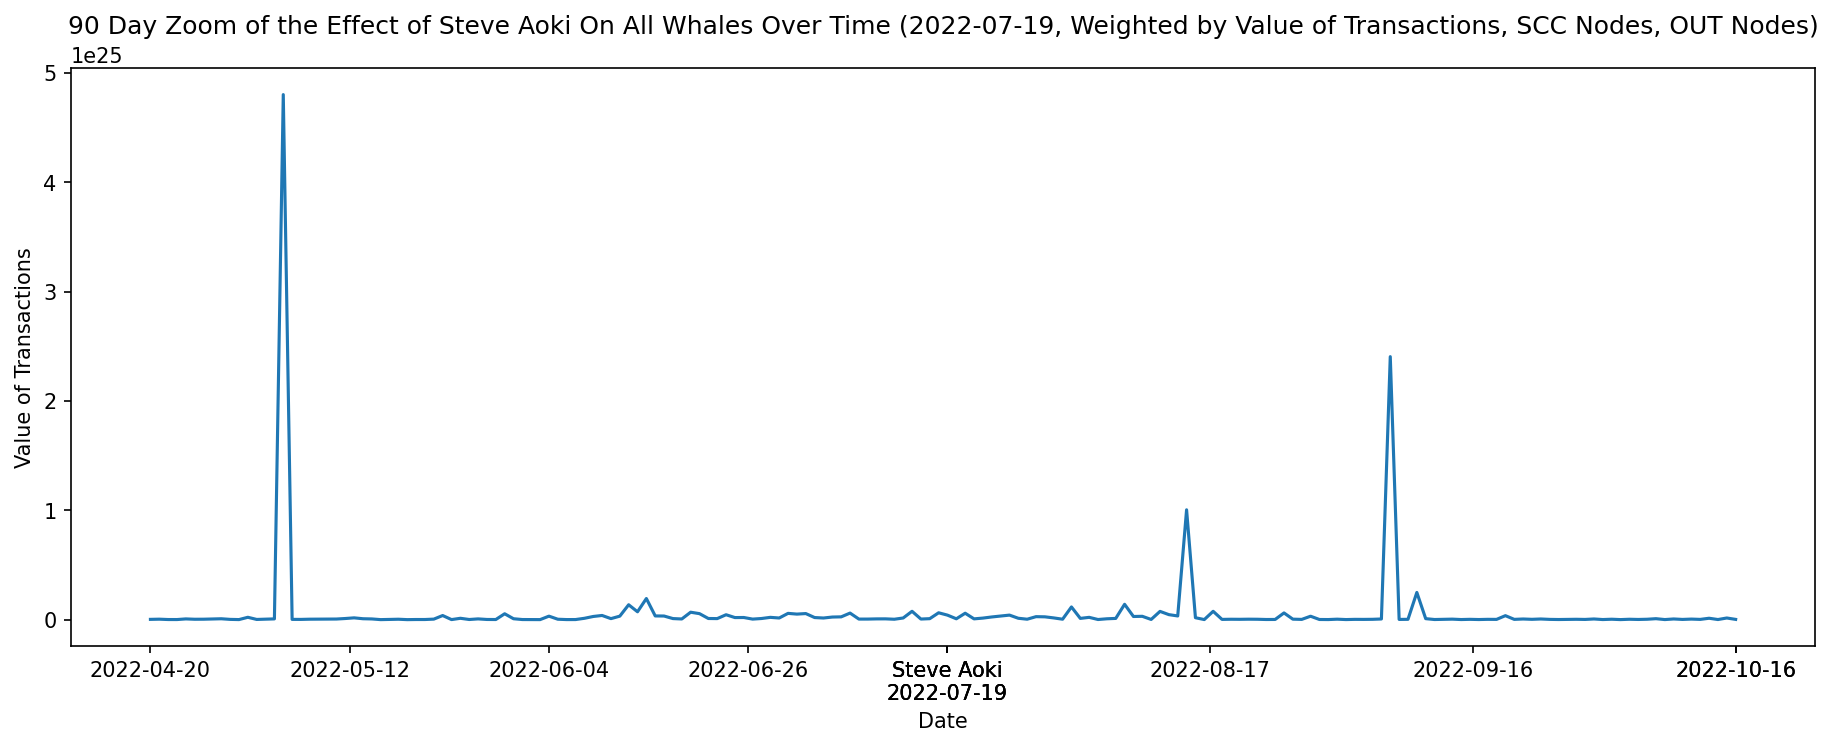 90 Day Zoom of the Effect of Steve Aoki On All Whales Over Time (2022-07-19, Weighted by Value of Transactions, SCC Nodes, OUT Nodes)
1e25
5
4
3
2
1
0
Value of Transactions
2022-04-20 2022-05-12 2022-06-04 2022-06-26 Steve Aoki 2022-08-17 2022-09-16 2022-10-16
2022-07-19
Date